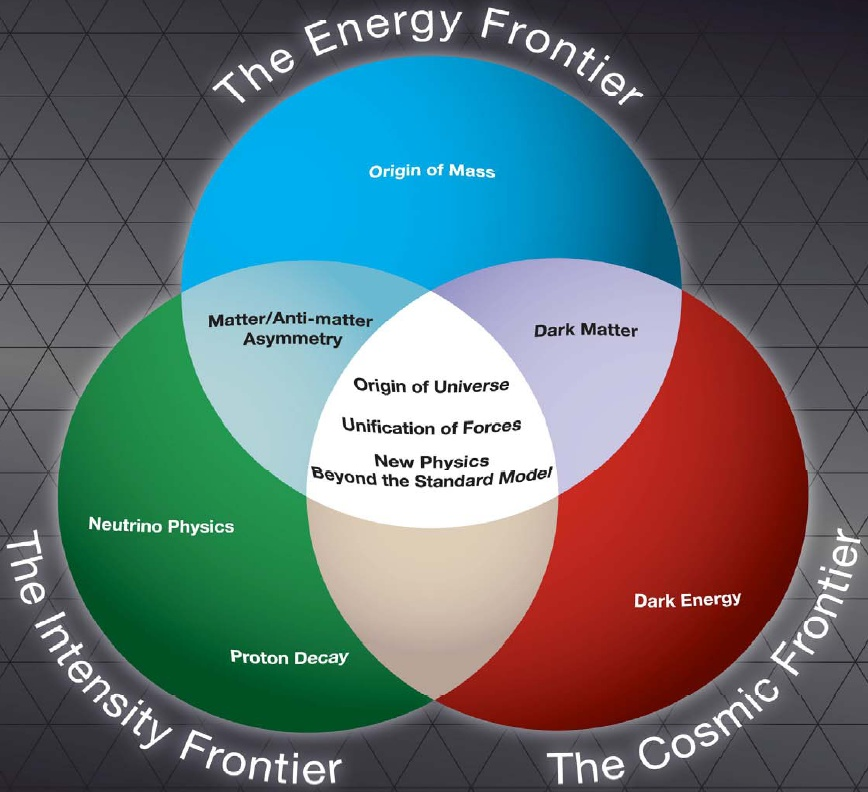 The Energy Frontier
Origin of Mass
Matter/Anti-matter
Asymmetry
Dark Matter
Origin of Universe
Unification of Forces
New Physics
Beyond the Standard Model
Neutrino Physics
Dark Energy
Proton Decay
The Intensity Frontier
The Cosmic Frontier